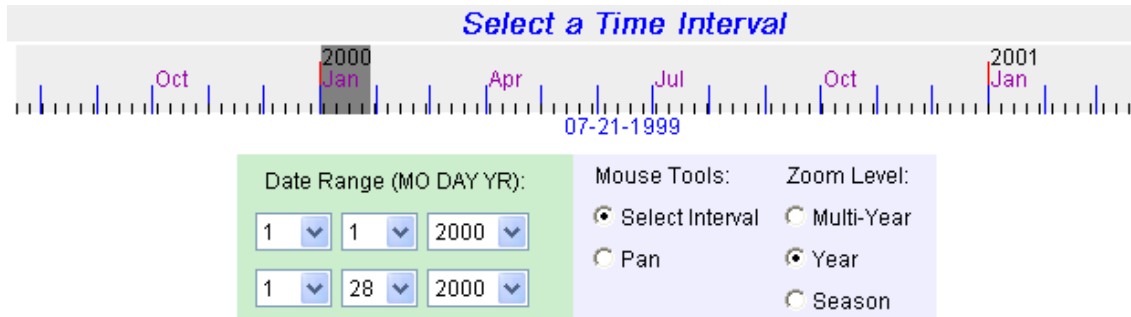 Select a Time Interval
2000 2001
Oct Jan Apr Jul Oct Jan
07-21-1999
Date Range (MO DAY YR): Mouse Tools: Zoom Level:
1 1 2000 Select Interval Multi-Year
Pan Year
1 28 2000 Season